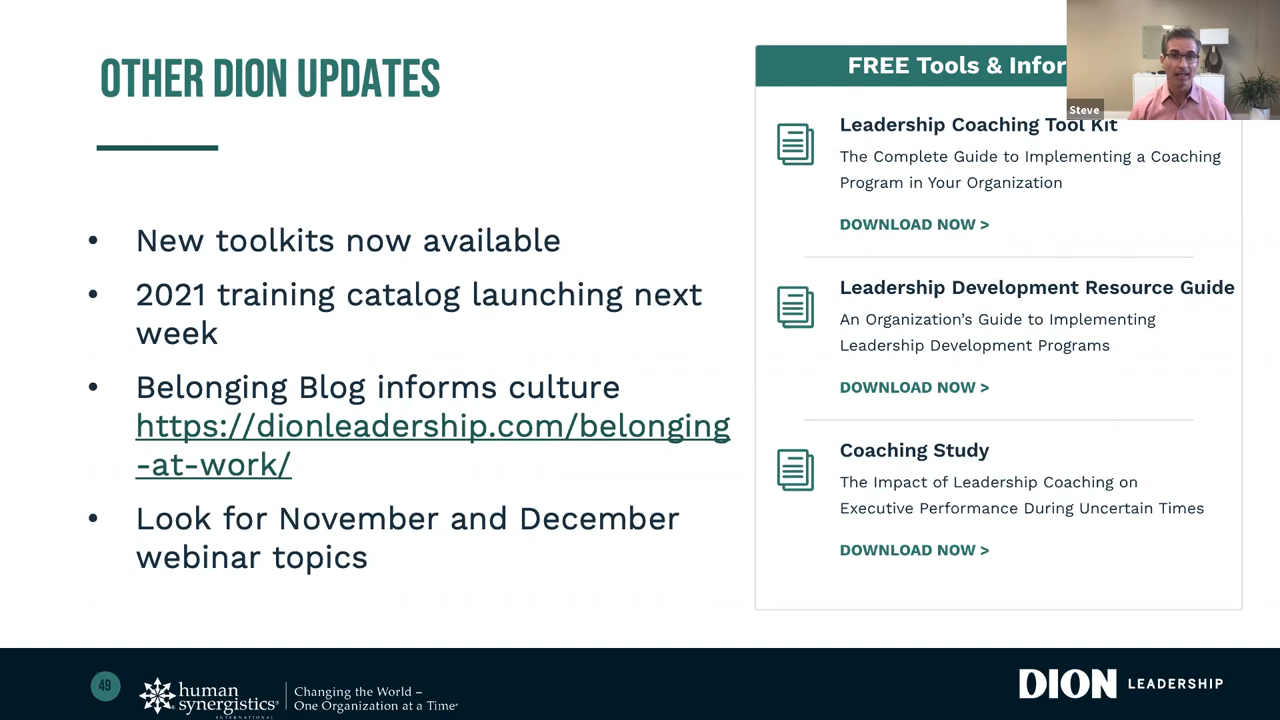 OTHER DION UPDATES
• New toolkits now available
• 2021 training catalog launching next
week
• Belonging Blog informs culture
https://dionleadership.com/belonging
-at-work/
• Look for November and December
webinar topics
FREE Tools & Infor
Steve
Leadership Coaching Tool Kit
The Complete Guide to Implementing a Coaching
Program in Your Organization
DOWNLOAD NOW >
Leadership Development Resource Guide
An Organization's Guide to Implementing
Leadership Development Programs
DOWNLOAD NOW >
Coaching Study
The Impact of Leadership Coaching on
Executive Performance During Uncertain Times
DOWNLOAD NOW >
49
human
synergistics®
INTERNATIONAL
Changing the World –
One Organization at a Time®
DION LEADERSHIP